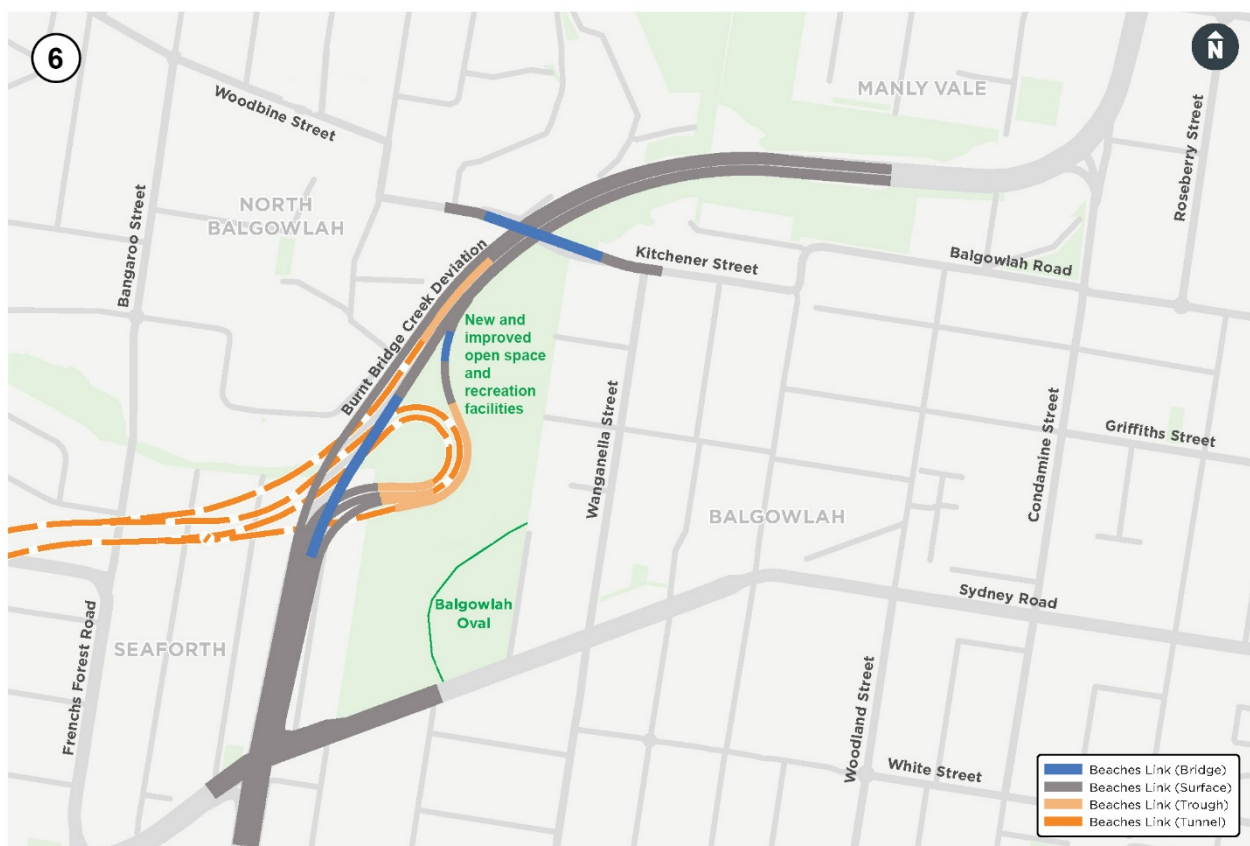 6
N
MANLY VALE
Woodbine Street
Roseberry Street
NORTH
BALGOWLAH
Bangaroo Street
Kitchener Street
Balgowlah Road
Burnt Bridge Creek Deviation
New and
improved
open space
and
recreation
facilities
Wanganella Street
Condamine Street
Griffiths Street
BALGOWLAH
Sydney Road
Balgowlah
Oval
SEAFORTH
Frenchs Forest Road
Woodland Street
White Street
Beaches Link (Bridge)
Beaches Link (Surface)
Beaches Link (Trough)
Beaches Link (Tunnel)